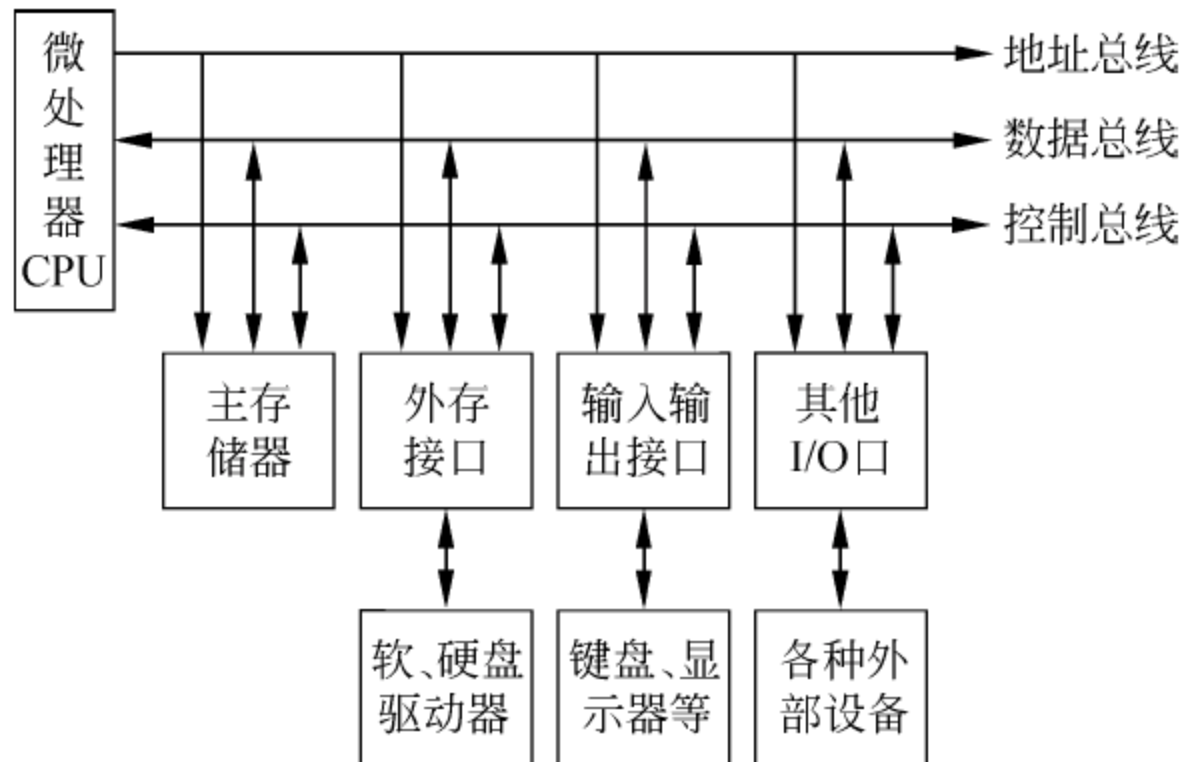 微
处
理
器
CPU
地址总线
数据总线
控制总线
主存
储器
外存
接口
输入输
出接口
其他
I/O口
软、硬盘
驱动器
键盘、显
示器等
各种外
部设备